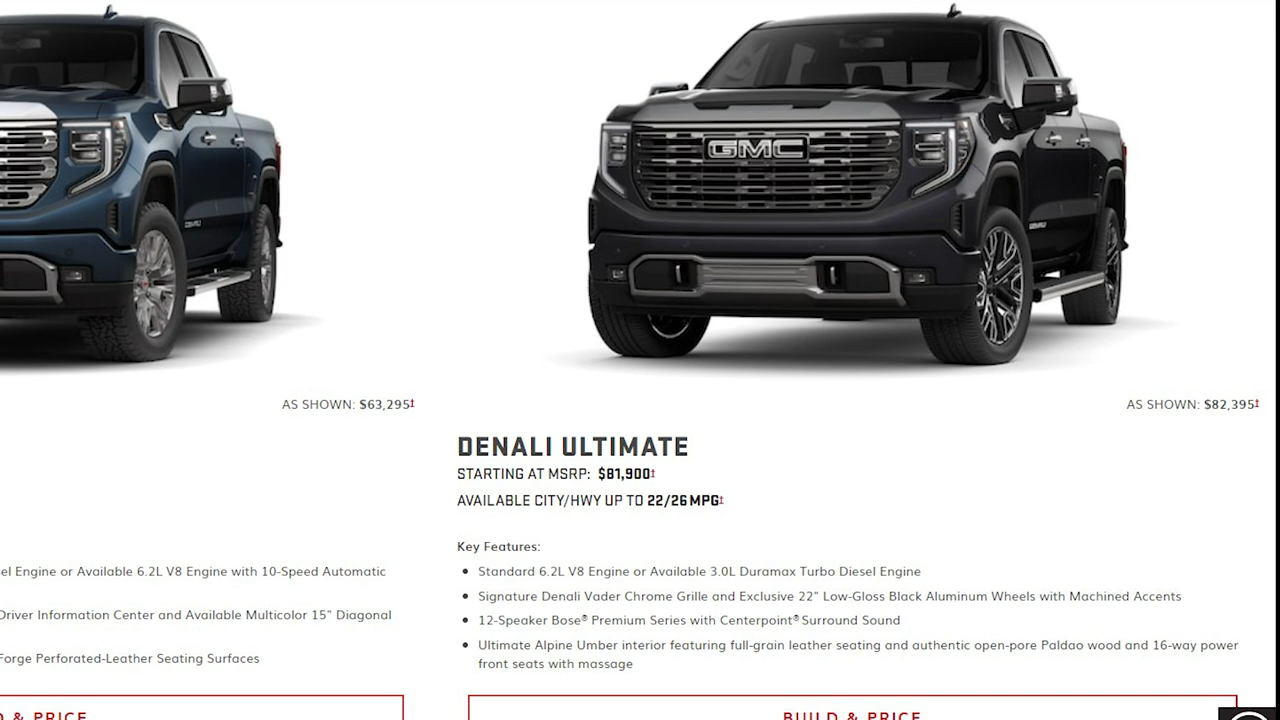 GMC
AS SHOWN: $63,295‡
AS SHOWN: $82,395‡
DENALI ULTIMATE
STARTING AT MSRP: $81,900‡
AVAILABLE CITY/HWY UP TO 22/26 MPG‡
Key Features:
• Standard 6.2L V8 Engine or Available 3.0L Duramax Turbo Diesel Engine
• Signature Denali Vader Chrome Grille and Exclusive 22" Low-Gloss Black Aluminum Wheels with Machined Accents
• 12-Speaker Bose® Premium Series with Centerpoint® Surround Sound
• Ultimate Alpine Umber interior featuring full-grain leather seating and authentic open-pore Paldao wood and 16-way power
front seats with massage
BUILD & PRICE
el Engine or Available 6.2L V8 Engine with 10-Speed Automatic
Driver Information Center and Available Multicolor 15" Diagonal
Forge Perforated-Leather Seating Surfaces
& PRICE